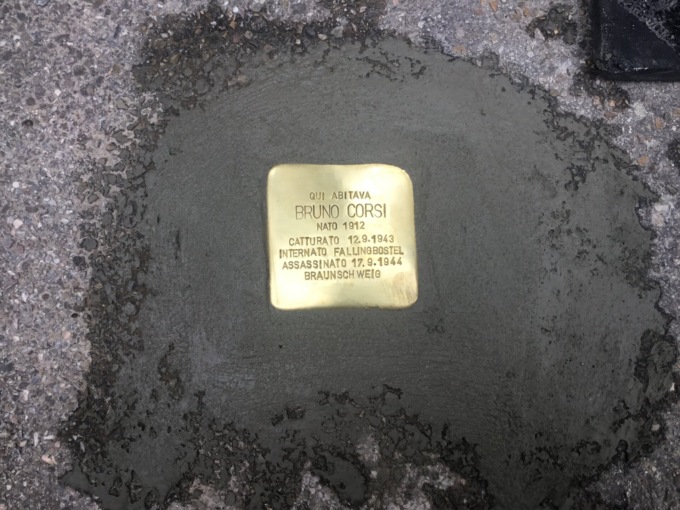 QUI ABITAVA
BRUNO CORSI
NATO 1912
CATTURATO 12.9.1943
INTERNATO FALLINGBOSTEL
ASSASSINATO 17.9.1944
BRAUNSCHWEIG